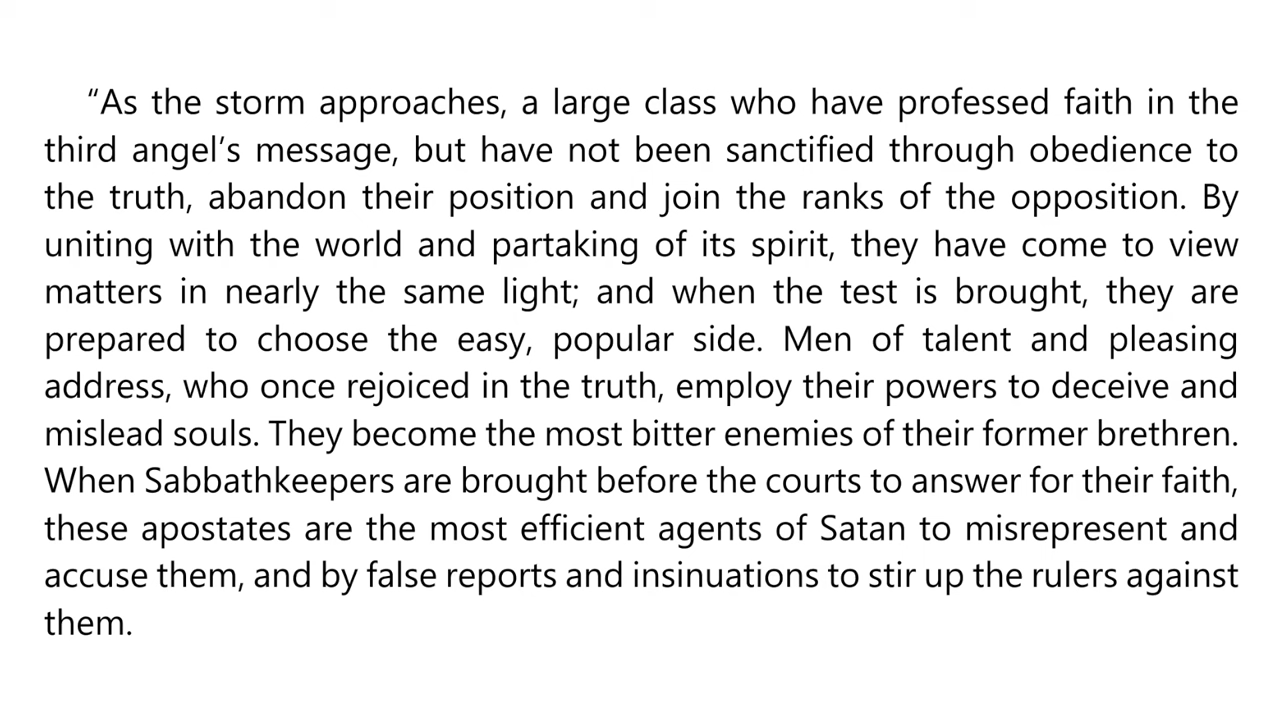 “As the storm approaches, a large class who have professed faith in the
third angel’s message, but have not been sanctified through obedience to
the truth, abandon their position and join the ranks of the opposition. By
uniting with the world and partaking of its spirit, they have come to view
matters in nearly the same light; and when the test is brought, they are
prepared to choose the easy, popular side. Men of talent and pleasing
address, who once rejoiced in the truth, employ their powers to deceive and
mislead souls. They become the most bitter enemies of their former brethren.
When Sabbathkeepers are brought before the courts to answer for their faith,
these apostates are the most efficient agents of Satan to misrepresent and
accuse them, and by false reports and insinuations to stir up the rulers against
them.